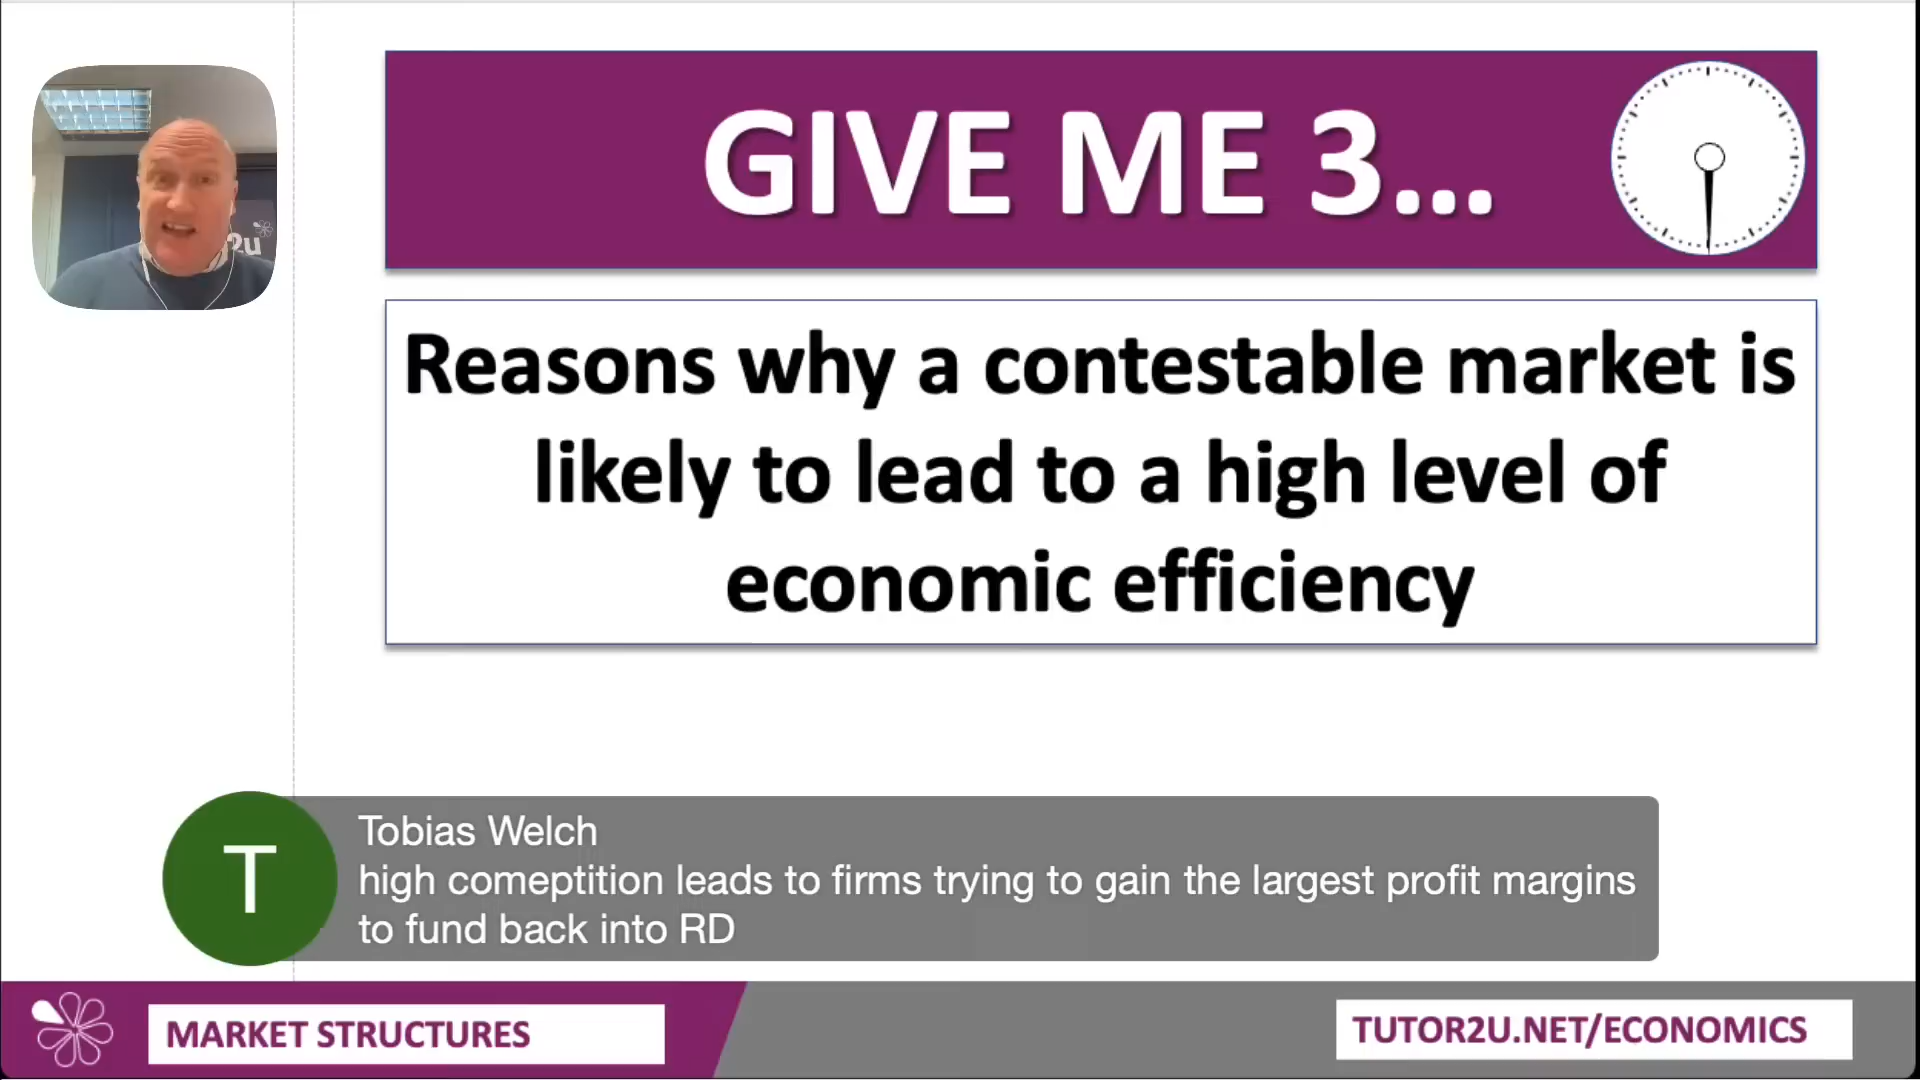 GIVE ME 3...
Reasons why a contestable market is
likely to lead to a high level of
economic efficiency
2u
T
Tobias Welch
high comeptition leads to firms trying to gain the largest profit margins
to fund back into RD
MARKET STRUCTURES
TUTOR2U.NET/ECONOMICS